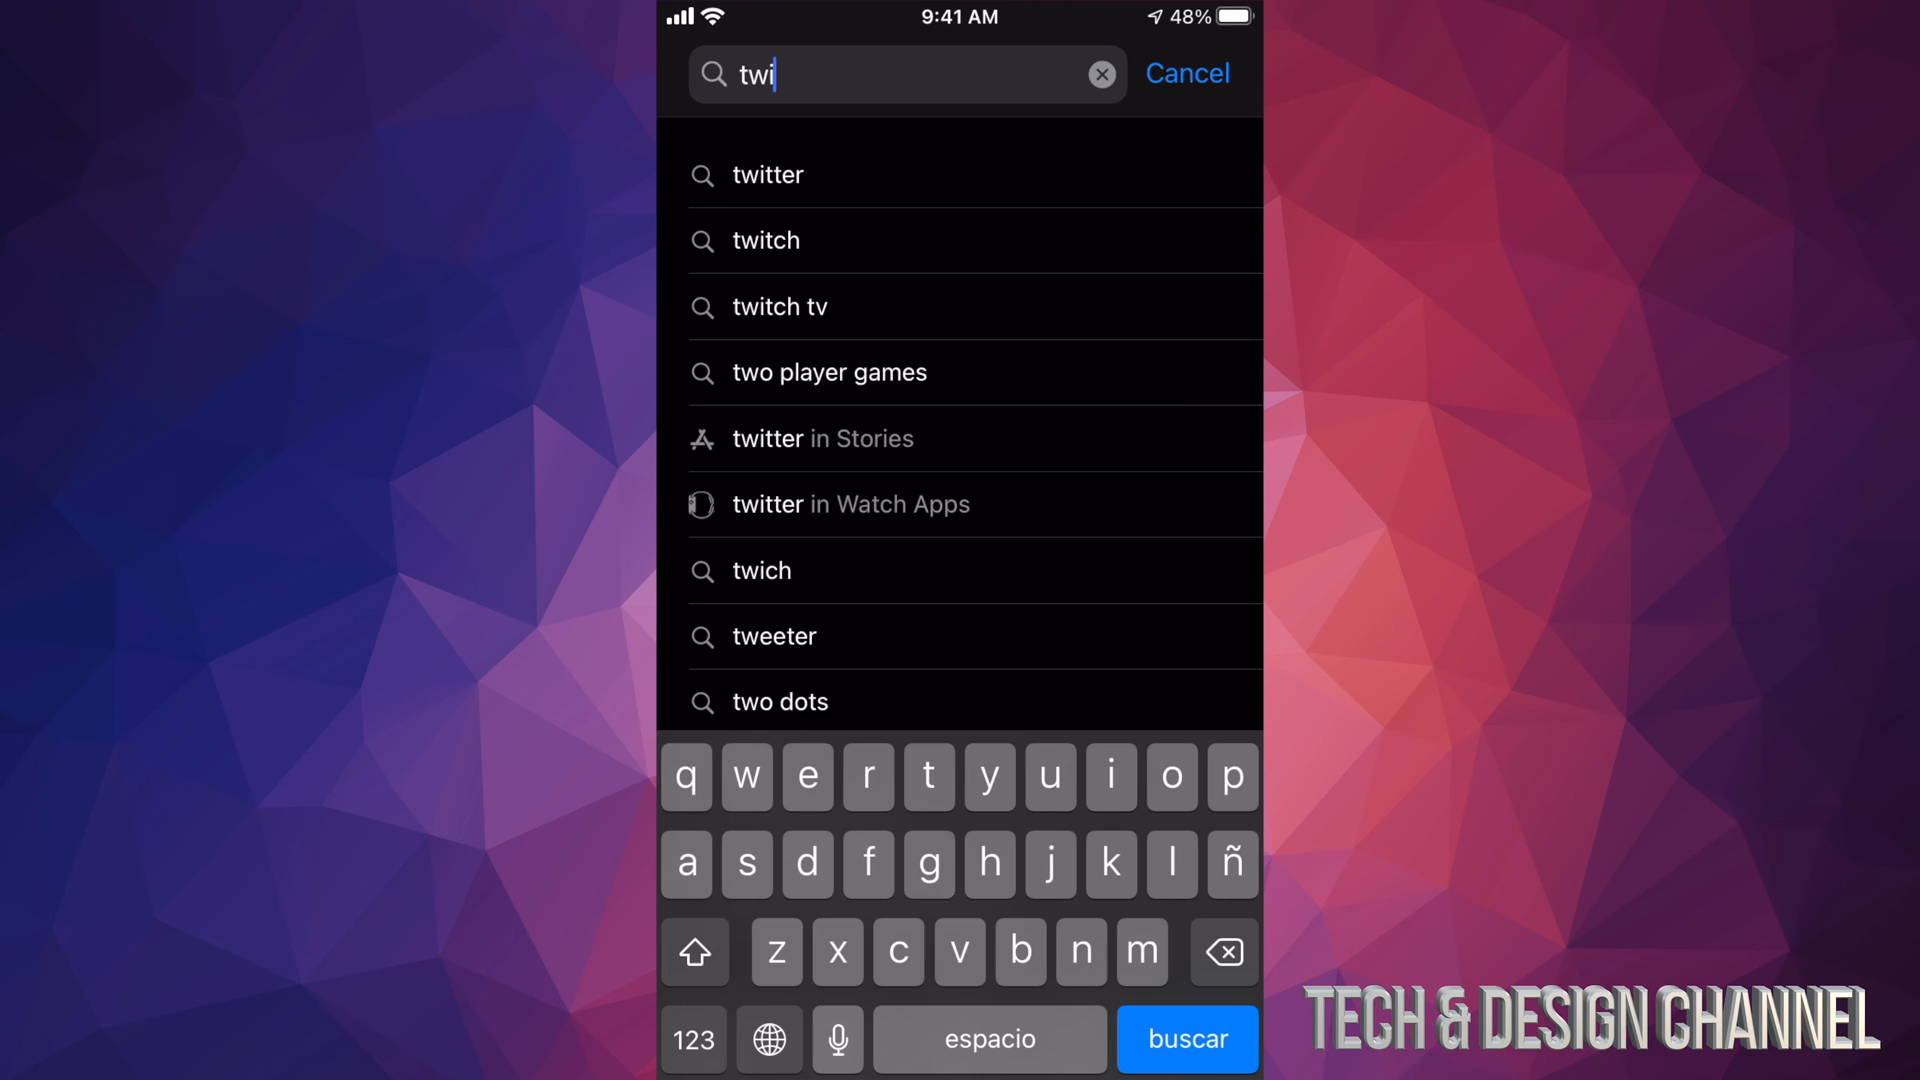 9:41 AM
48%
twi
Cancel
twitter
twitch
twitch tv
two player games
twitter in Stories
twitter in Watch Apps
twich
tweeter
two dots
q w e r t y u i o p
a s d f g h j k l ñ
z x c v b n m
123 espacio buscar
TECH & DESIGN CHANNEL